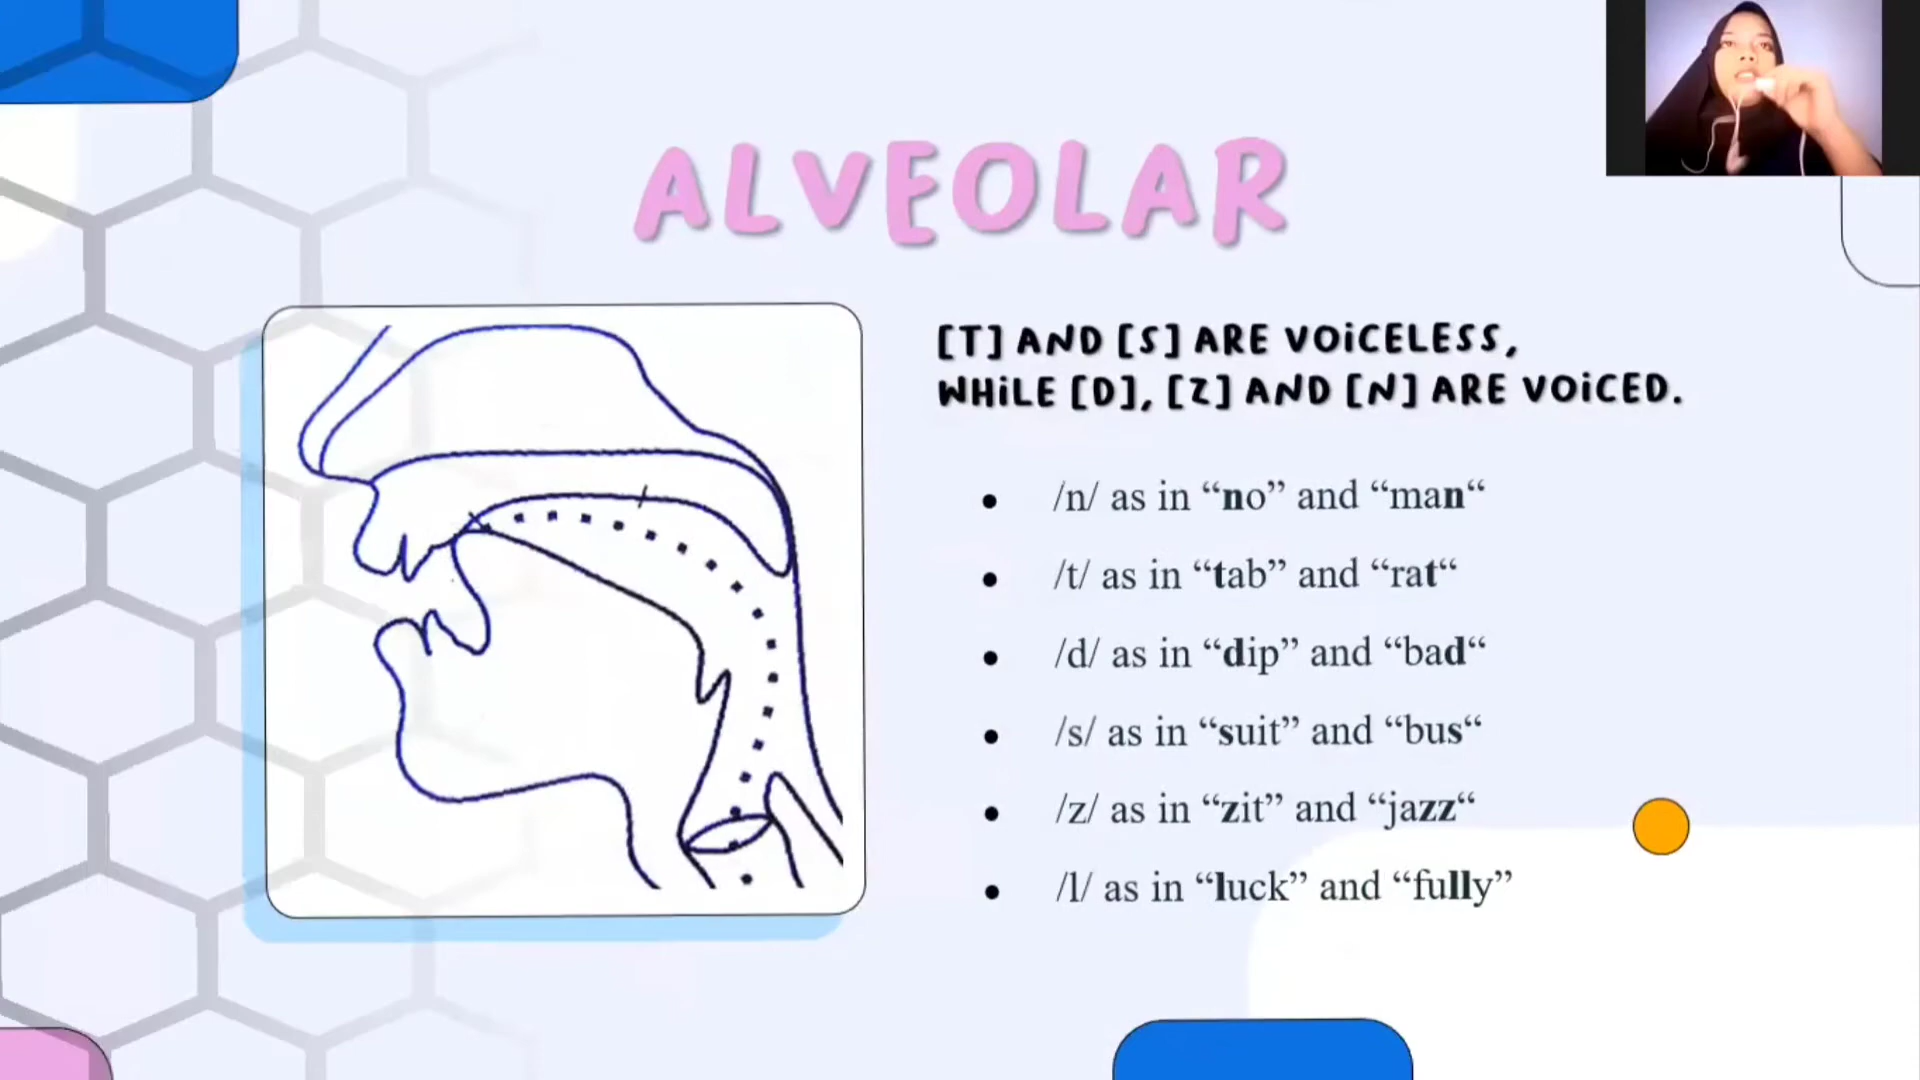 ALVEOLAR
[T] AND [S] ARE VOICELESS,
WHILE [D], [Z] AND [N] ARE VOICED.
• /n/ as in “no” and “man“
• /t/ as in “tab” and “rat“
• /d/ as in “dip” and “bad“
• /s/ as in “suit” and “bus“
• /z/ as in “zit” and “jazz“
• /l/ as in “luck” and “fully”